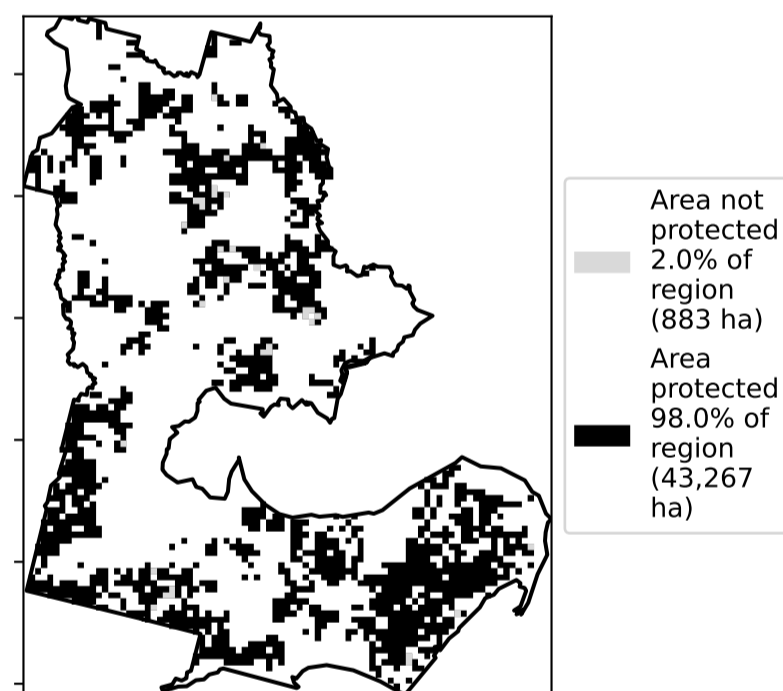 Area not
protected
2.0% of
region
(883 ha)
Area
protected
98.0% of
region
(43,267
ha)